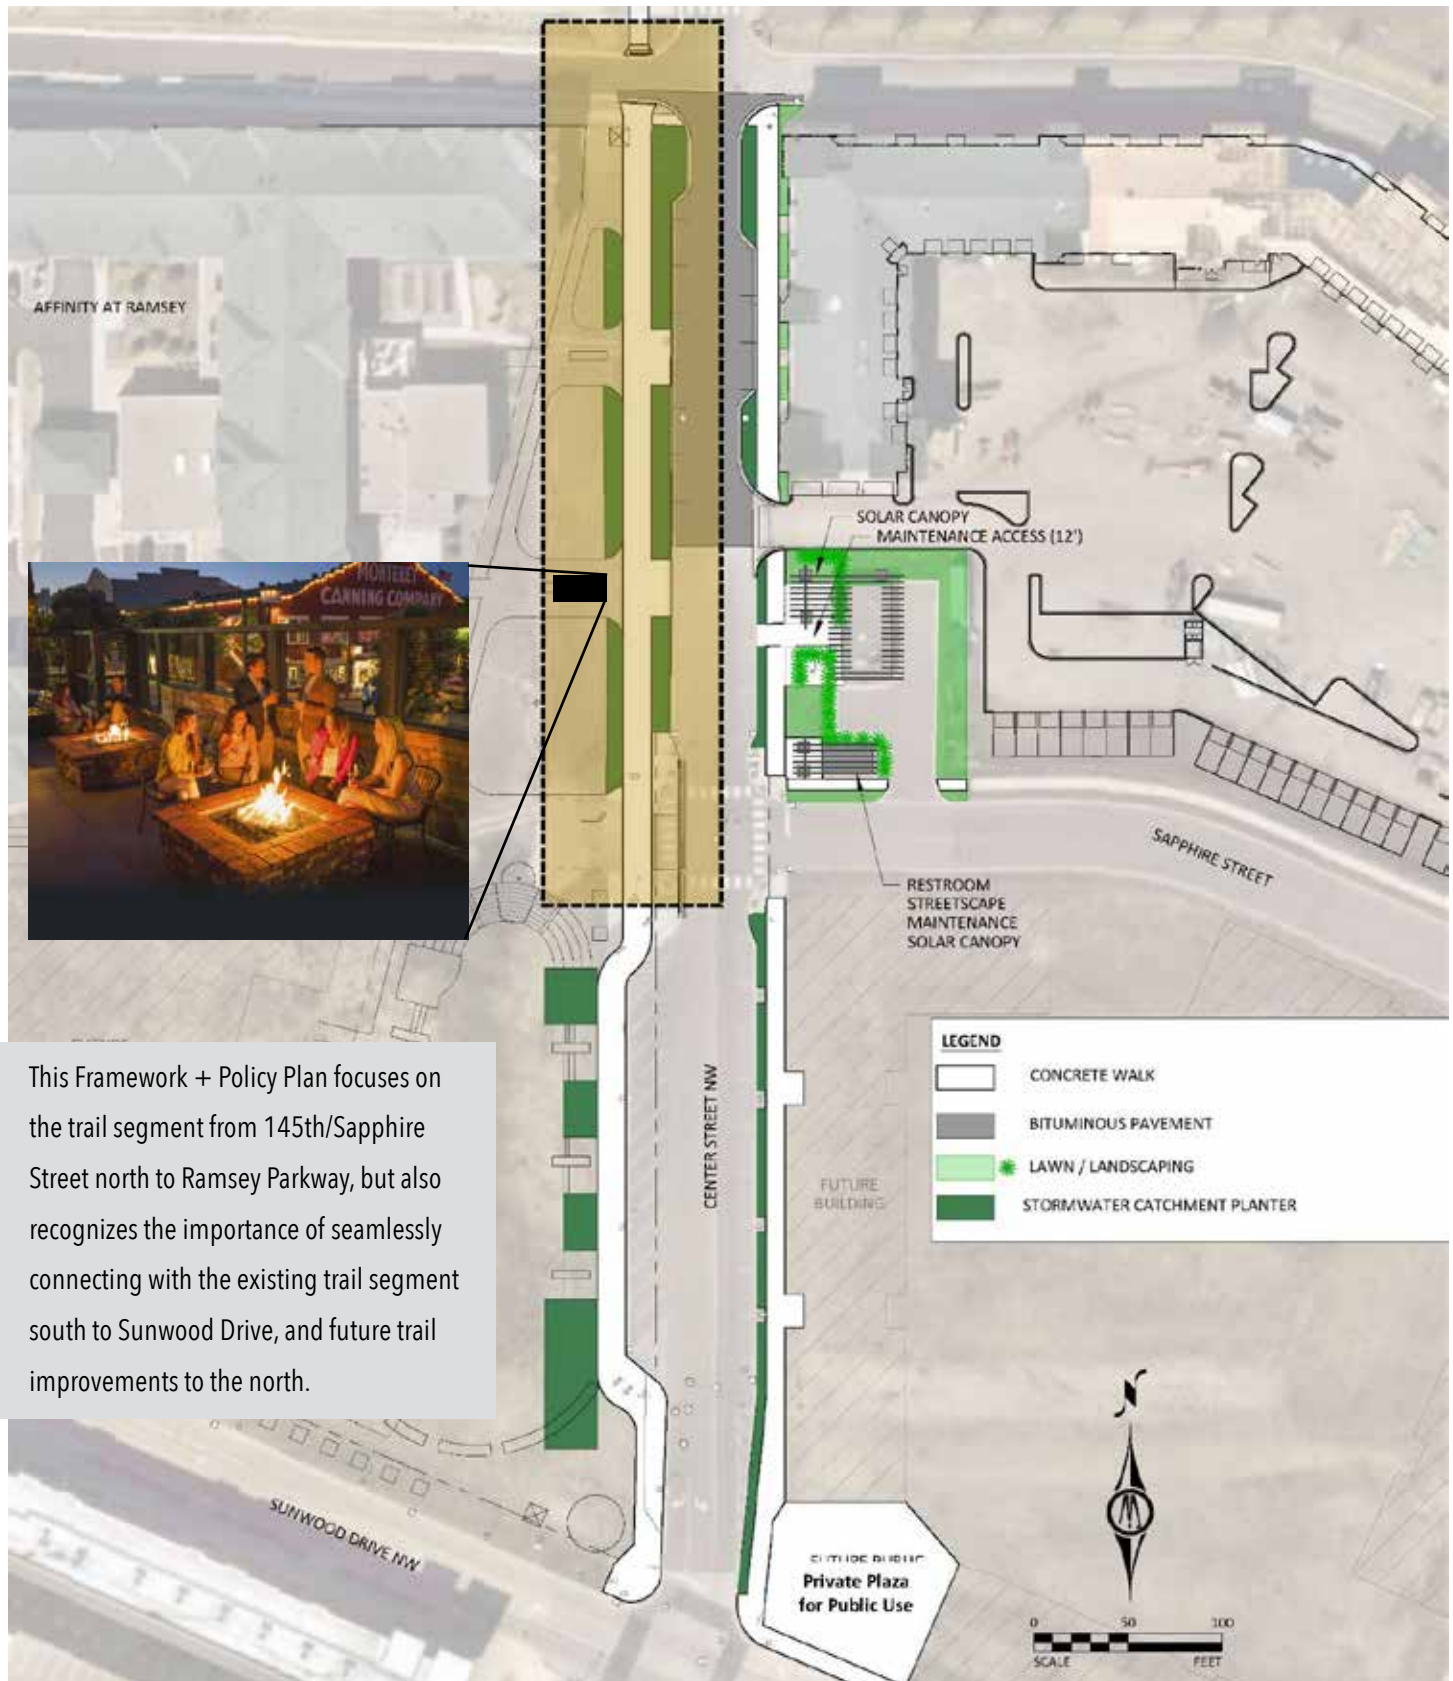 AFFINITY AT RAMSEY
SOLAR CANOPY
MAINTENANCE ACCESS (12')
MONTEREY
CANNING COMPANY
SAPPHIRE STREET
RESTROOM
STREETSCAPE
MAINTENANCE
SOLAR CANOPY
This Framework + Policy Plan focuses on
the trail segment from 145th/Sapphire
Street north to Ramsey Parkway, but also
recognizes the importance of seamlessly
connecting with the existing trail segment
south to Sunwood Drive, and future trail
improvements to the north.
CENTER STREET NW
FUTURE
BUILDING
LEGEND
CONCRETE WALK
BITUMINOUS PAVEMENT
LAWN / LANDSCAPING
STORMWATER CATCHMENT PLANTER
SUNWOOD DRIVE NW
Private Plaza
for Public Use
N
0 50 100
SCALE FEET